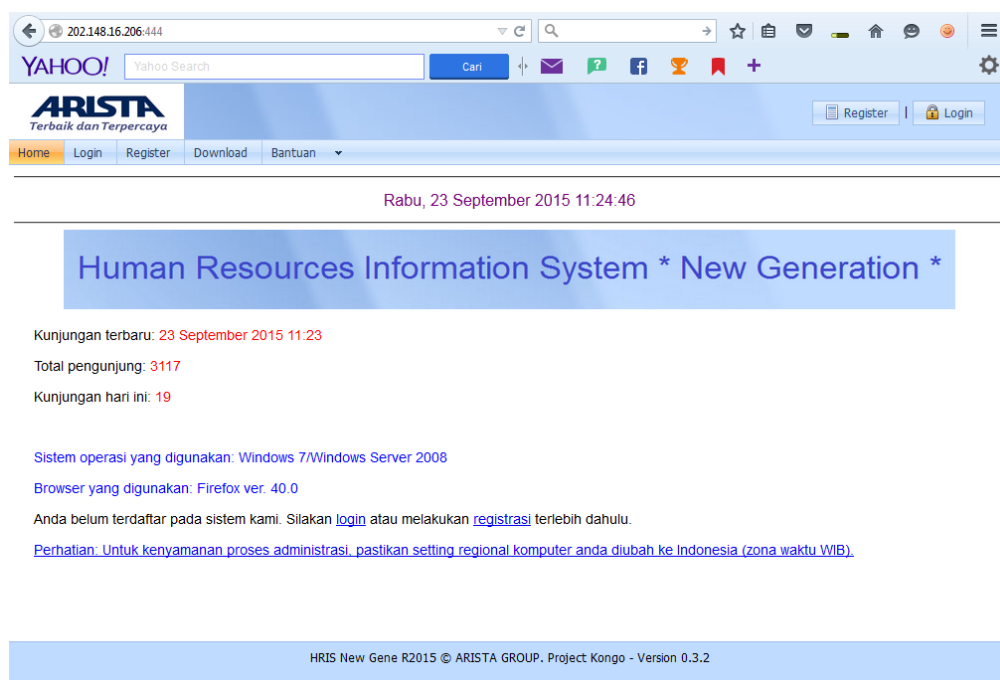 202.148.16.206:444
YAHOO! Yahoo Search Cari
ARISTA
Terbaik dan Terpercaya
Register | Login
Home Login Register Download Bantuan
Rabu, 23 September 2015 11:24:46
Human Resources Information System * New Generation *
Kunjungan terbaru: 23 September 2015 11:23
Total pengunjung: 3117
Kunjungan hari ini: 19
Sistem operasi yang digunakan: Windows 7/Windows Server 2008
Browser yang digunakan: Firefox ver. 40.0
Anda belum terdaftar pada sistem kami. Silakan login atau melakukan registrasi terlebih dahulu.
Perhatian: Untuk kenyamanan proses administrasi, pastikan setting regional komputer anda diubah ke Indonesia (zona waktu WIB).
HRIS New Gene R2015 © ARISTA GROUP. Project Kongo - Version 0.3.2